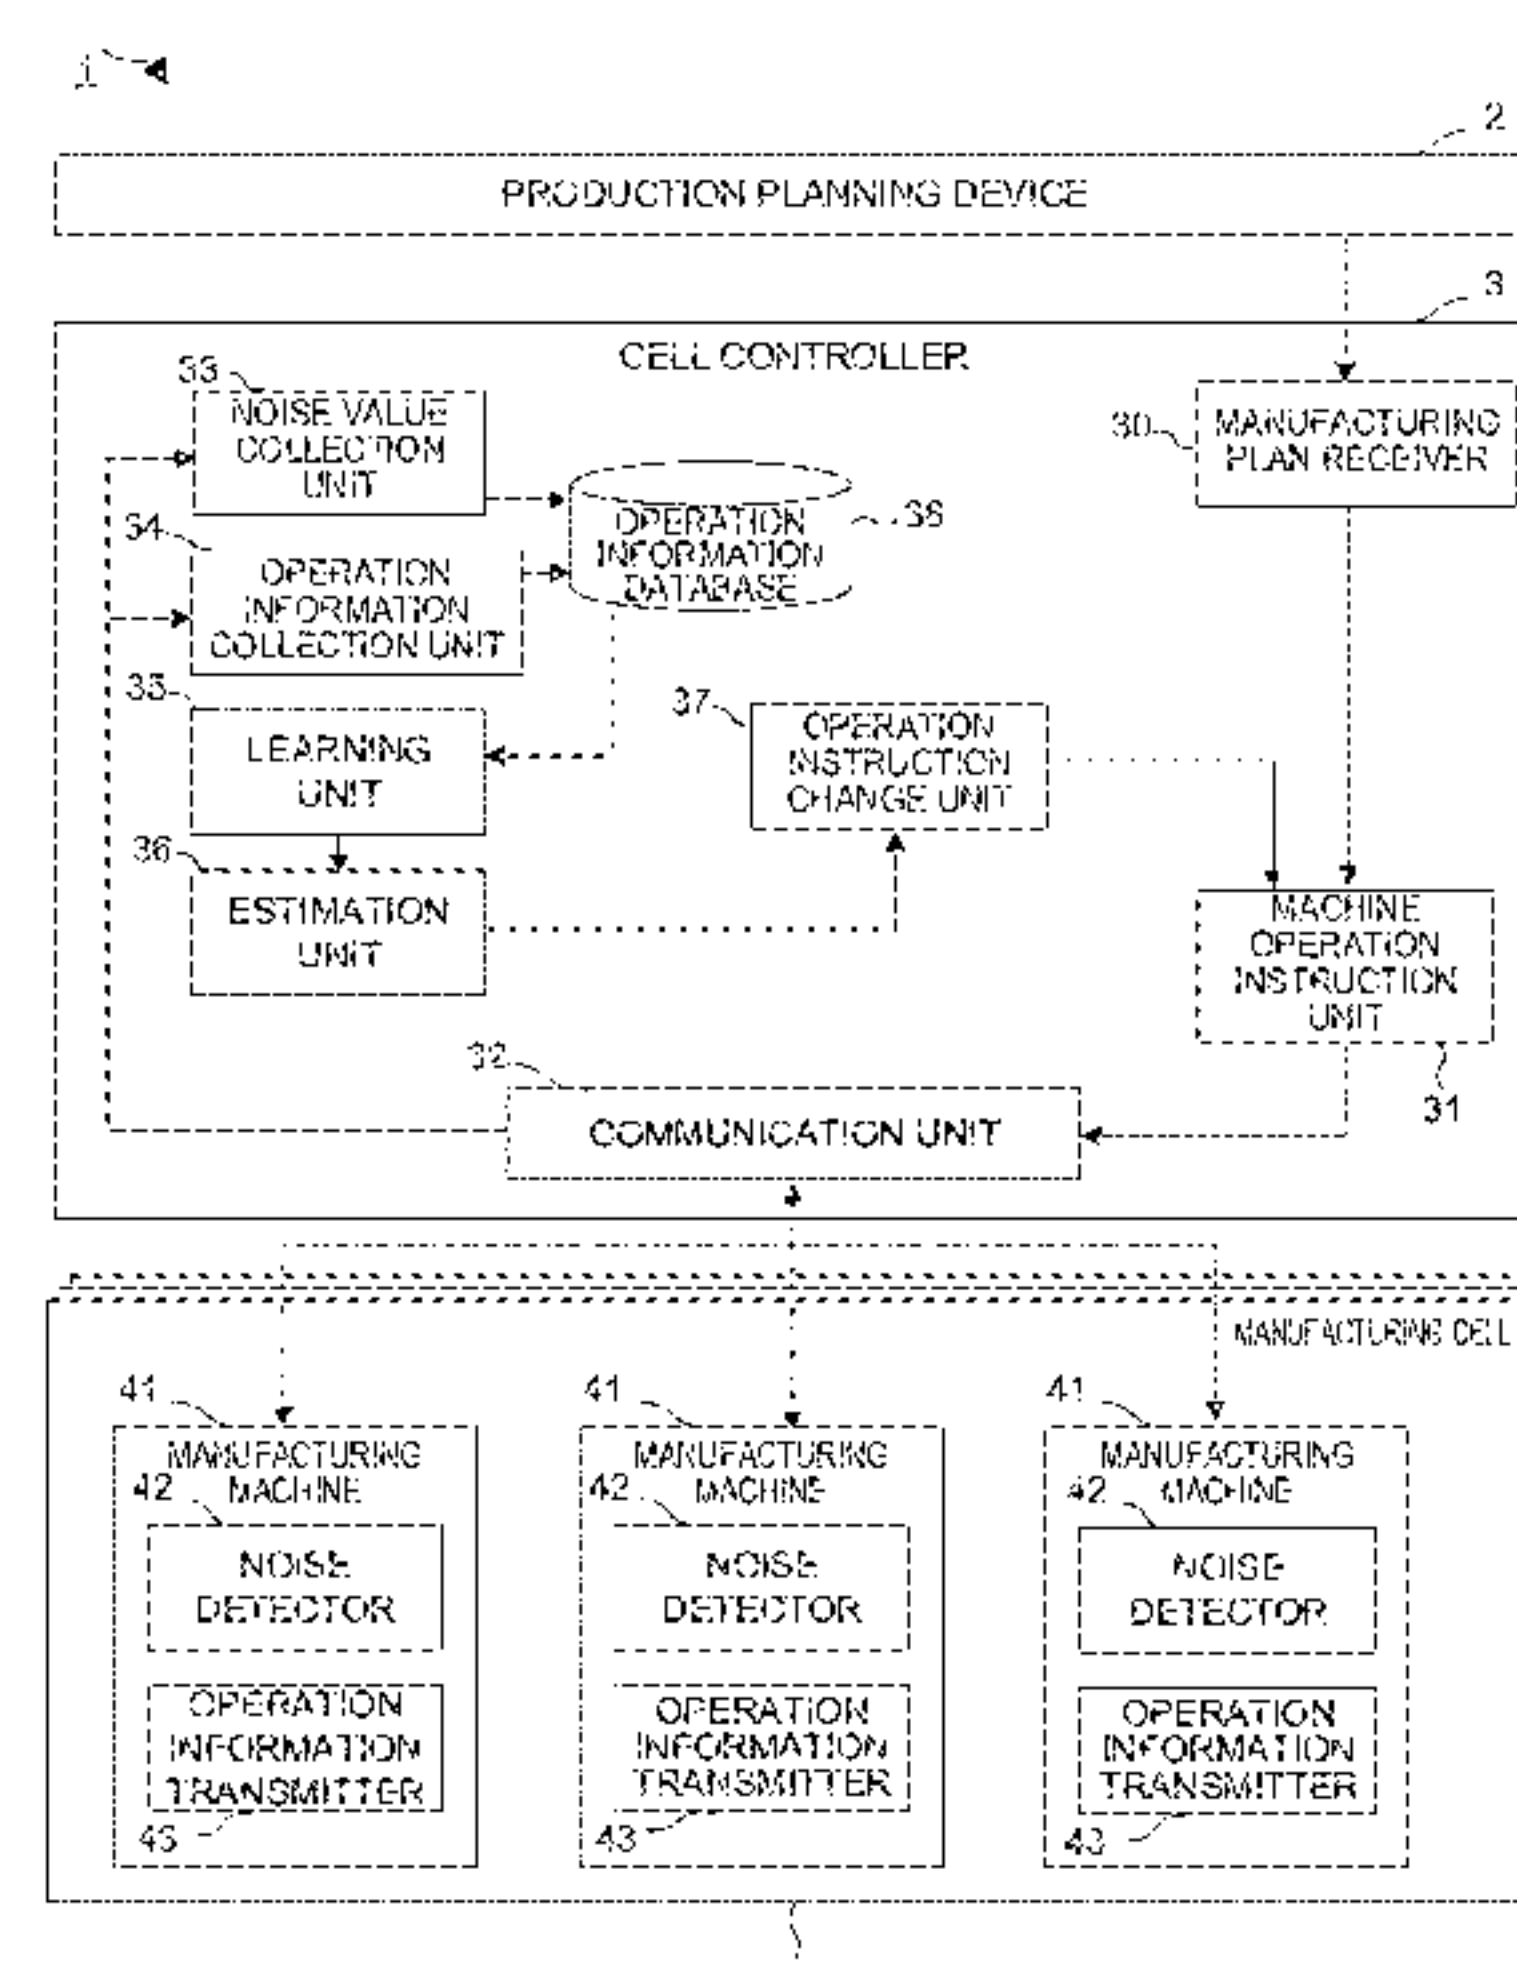 1
2
PRODUCTION PLANNING DEVICE
3
CELL CONTROLLER
33
NOISE VALUE
COLLECTION
UNIT
30
MANUFACTURING
PLAN RECEIVER
34
OPERATION
INFORMATION
COLLECTION UNIT
OPERATION
INFORMATION
DATABASE
38
35
LEARNING
UNIT
37
OPERATION
INSTRUCTION
CHANGE UNIT
36
ESTIMATION
UNIT
MACHINE
OPERATION
INSTRUCTION
UNIT
31
32
COMMUNICATION UNIT
MANUFACTURING CELL
41
MANUFACTURING
MACHINE
42
NOISE
DETECTOR
OPERATION
INFORMATION
TRANSMITTER
43
41
MANUFACTURING
MACHINE
42
NOISE
DETECTOR
OPERATION
INFORMATION
TRANSMITTER
43
41
MANUFACTURING
MACHINE
42
NOISE
DETECTOR
OPERATION
INFORMATION
TRANSMITTER
43